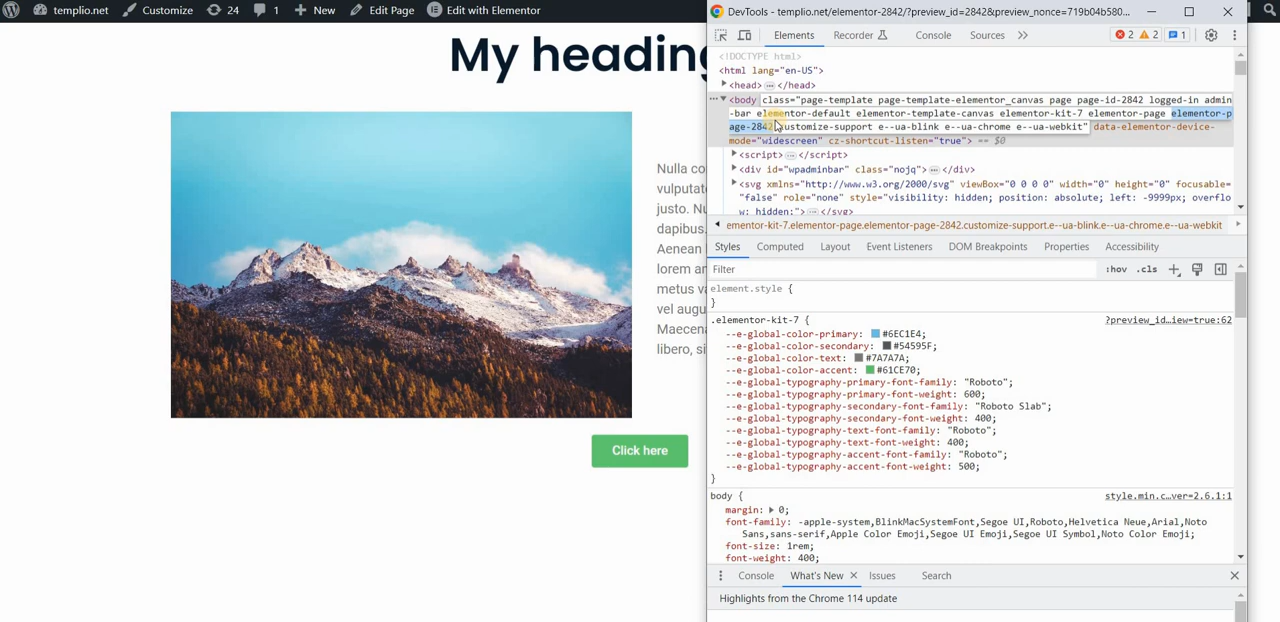 templio.net Customize 24 1 New Edit Page Edit with Elementor
My heading
Nulla co
vulputat
justo. Nu
dapibus.
Aenean l
lorem ar
metus va
vel augu
Maecena
libero, si
Click here
DevTools - templio.net/elementor-2842/?preview_id=2842&preview_nonce=719b04b580...
Elements Recorder Console Sources 2 2 1
<!DOCTYPE html>
<html lang="en-US">
<head> </head>
<body class="page-template page-template-elementor_canvas page page-id-2842 logged-in admin
-bar elementor-default elementor-template-canvas elementor-kit-7 elementor-page elementor-p
age-2842 customize-support e--ua-blink e--ua-chrome e--ua-webkit" data-elementor-device-
mode="widescreen" cz-shortcut-listen="true"> == $0
<script> </script>
<div id="wpadminbar" class="nojq"> </div>
<svg xmlns="http://www.w3.org/2000/svg" viewBox="0 0 0 0" width="0" height="0" focusable=
"false" role="none" style="visibility: hidden; position: absolute; left: -9999px; overflo
w: hidden;"> </svg>
ementor-kit-7.elementor-page.elementor-page-2842.customize-support.e--ua-blink.e--ua-chrome.e--ua-webkit
Styles Computed Layout Event Listeners DOM Breakpoints Properties Accessibility
Filter :hov .cls
element.style {
}
.elementor-kit-7 { ?preview_id…iew=true:62
--e-global-color-primary: #6EC1E4;
--e-global-color-secondary: #54595F;
--e-global-color-text: #7A7A7A;
--e-global-color-accent: #61CE70;
--e-global-typography-primary-font-family: "Roboto";
--e-global-typography-primary-font-weight: 600;
--e-global-typography-secondary-font-family: "Roboto Slab";
--e-global-typography-secondary-font-weight: 400;
--e-global-typography-text-font-family: "Roboto";
--e-global-typography-text-font-weight: 400;
--e-global-typography-accent-font-family: "Roboto";
--e-global-typography-accent-font-weight: 500;
}
body { style.min.c…ver=2.6.1:1
margin: 0;
font-family: -apple-system,BlinkMacSystemFont,Segoe UI,Roboto,Helvetica Neue,Arial,Noto
Sans,sans-serif,Apple Color Emoji,Segoe UI Emoji,Segoe UI Symbol,Noto Color Emoji;
font-size: 1rem;
font-weight: 400;
Console What's New Issues Search
Highlights from the Chrome 114 update